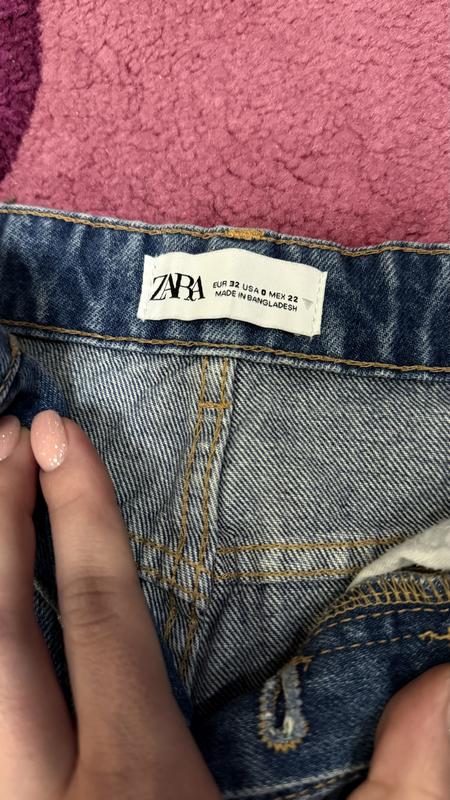 ZARA
EUR 32 USA 0 MEX 22
MADE IN BANGLADESH